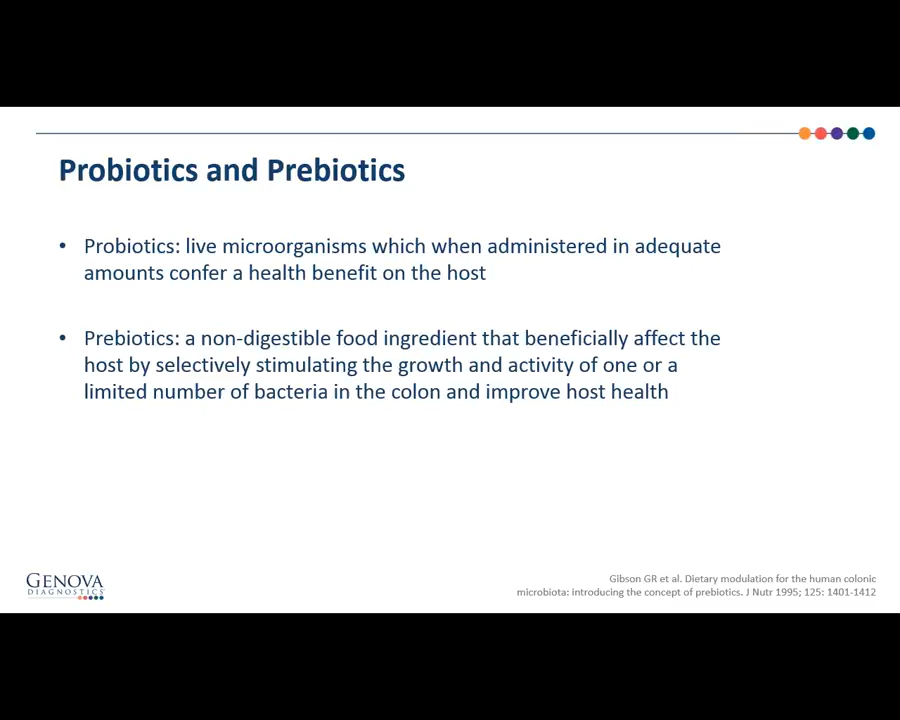 Probiotics and Prebiotics
• Probiotics: live microorganisms which when administered in adequate
amounts confer a health benefit on the host
• Prebiotics: a non-digestible food ingredient that beneficially affect the
host by selectively stimulating the growth and activity of one or a
limited number of bacteria in the colon and improve host health
GENOVA
DIAGNOSTICS
Gibson GR et al. Dietary modulation for the human colonic
microbiota: introducing the concept of prebiotics. J Nutr 1995; 125: 1401-1412